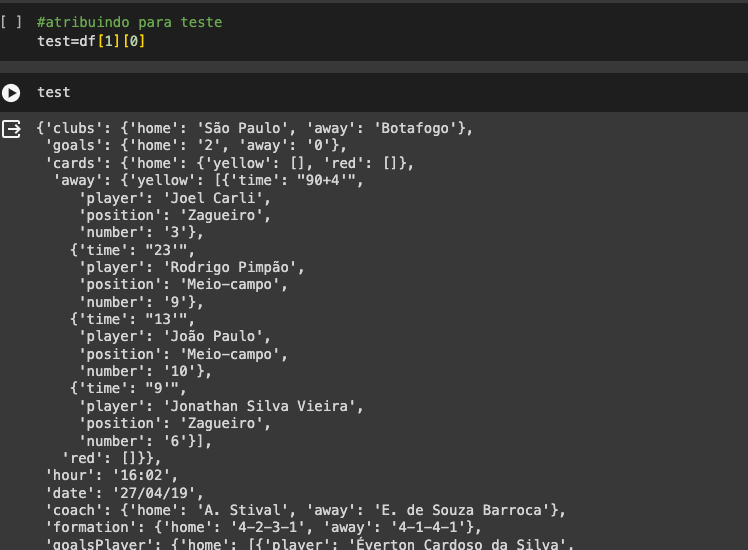 [ ] #atribuindo para teste
test=df[1][0]
test
{'clubs': {'home': 'São Paulo', 'away': 'Botafogo'},
'goals': {'home': '2', 'away': '0'},
'cards': {'home': {'yellow': [], 'red': []},
'away': {'yellow': [{'time': "90+4'",
'player': 'Joel Carli',
'position': 'Zagueiro',
'number': '3'},
{'time': "23'",
'player': 'Rodrigo Pimpão',
'position': 'Meio-campo',
'number': '9'},
{'time': "13'",
'player': 'João Paulo',
'position': 'Meio-campo',
'number': '10'},
{'time': "9'",
'player': 'Jonathan Silva Vieira',
'position': 'Zagueiro',
'number': '6'}],
'red': []}},
'hour': '16:02',
'date': '27/04/19',
'coach': {'home': 'A. Stival', 'away': 'E. de Souza Barroca'},
'formation': {'home': '4-2-3-1', 'away': '4-1-4-1'},
'goalsPlayer': {'home': [{'player': 'Éverton Cardoso da Silva',